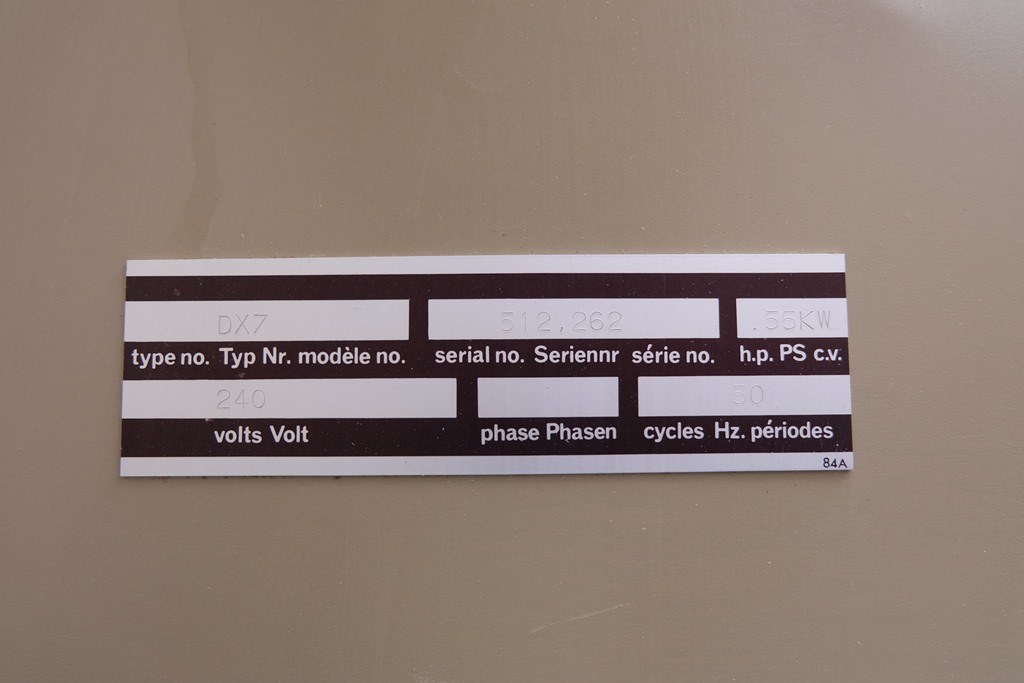 DX7 512,262 .55KW
type no. Typ Nr. modèle no. serial no. Seriennr série no. h.p. PS c.v.
240 1 50
volts Volt phase Phasen cycles Hz. périodes
84A